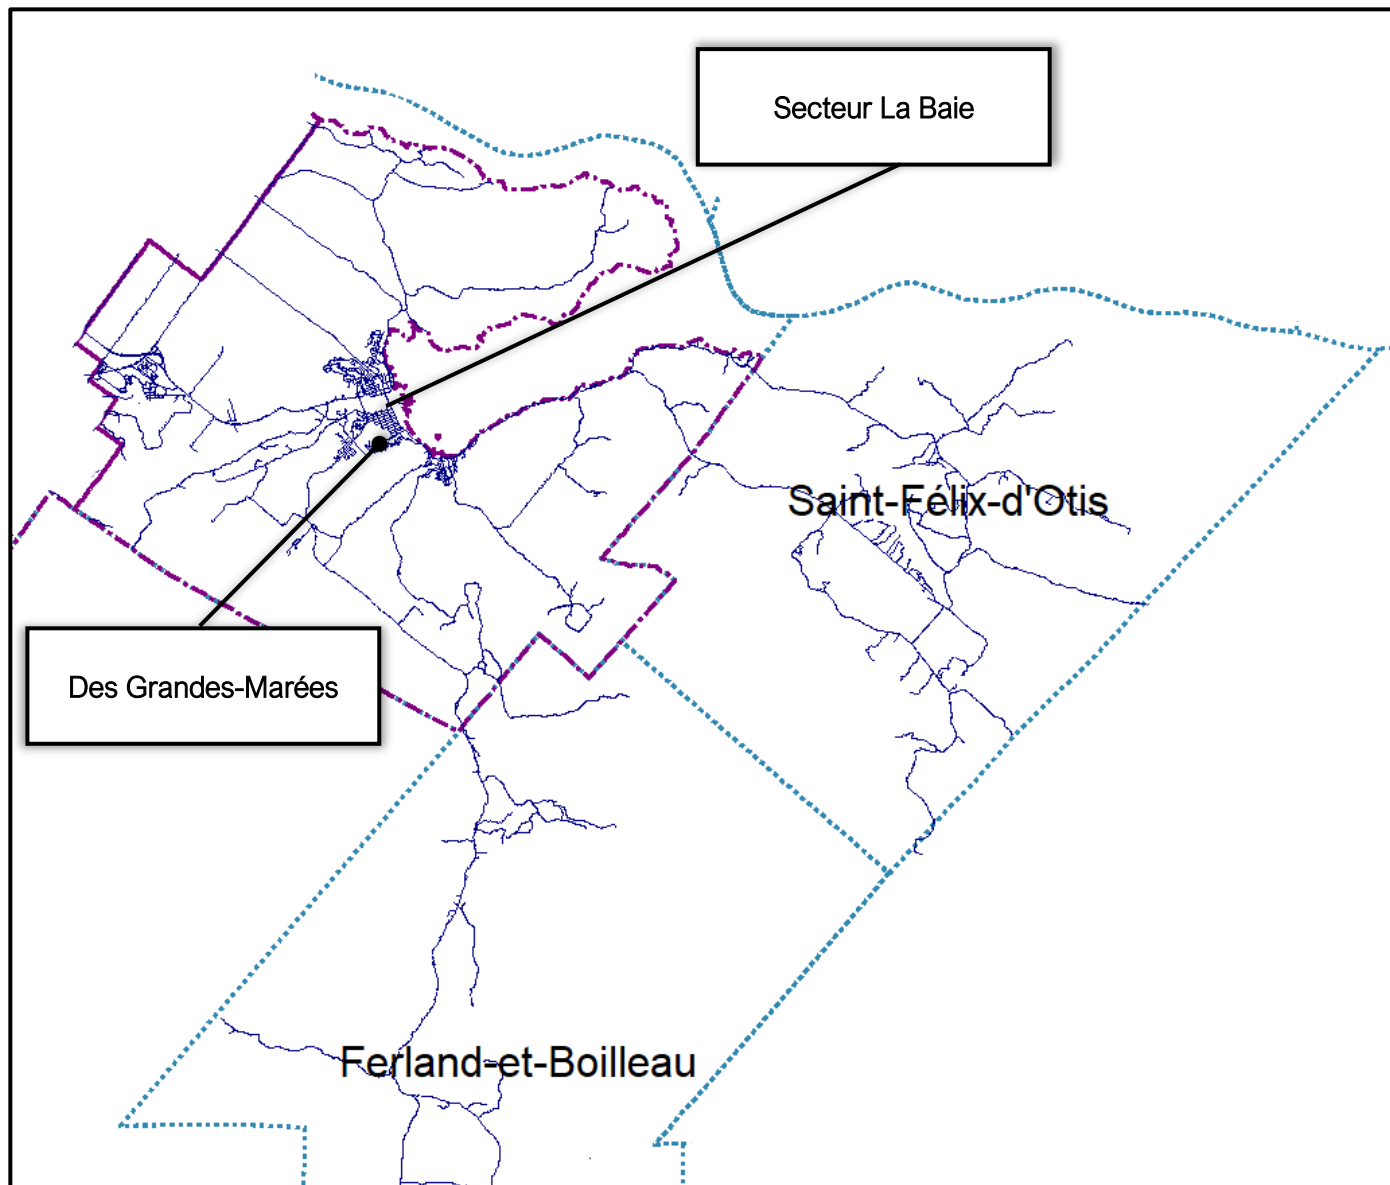 Secteur La Baie
Saint-Félix-d'Otis
Des Grandes-Marées
Ferland-et-Boilleau